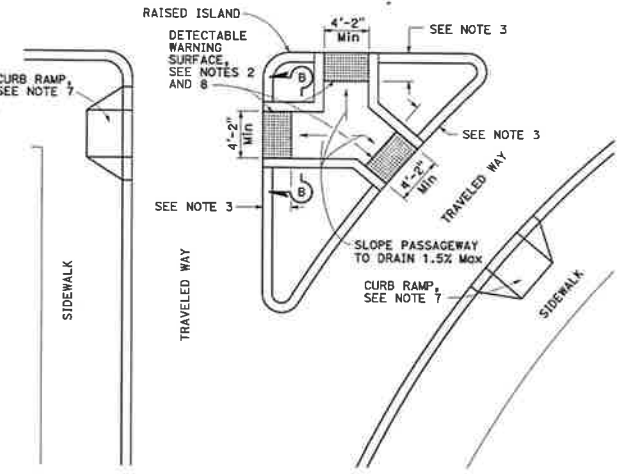 RAISED ISLAND
4'-2"
Min
SEE NOTE 3
DETECTABLE
WARNING
SURFACE,
SEE NOTES 2
AND 8
CURB RAMP,
SEE NOTE 7
B
4'-2"
Min
SEE NOTE 3
4'-2"
Min
B
SEE NOTE 3
TRAVELED WAY
SLOPE PASSAGEWAY
TO DRAIN 1.5% Max
CURB RAMP,
SEE NOTE 7
SIDEWALK
TRAVELED WAY
SIDEWALK